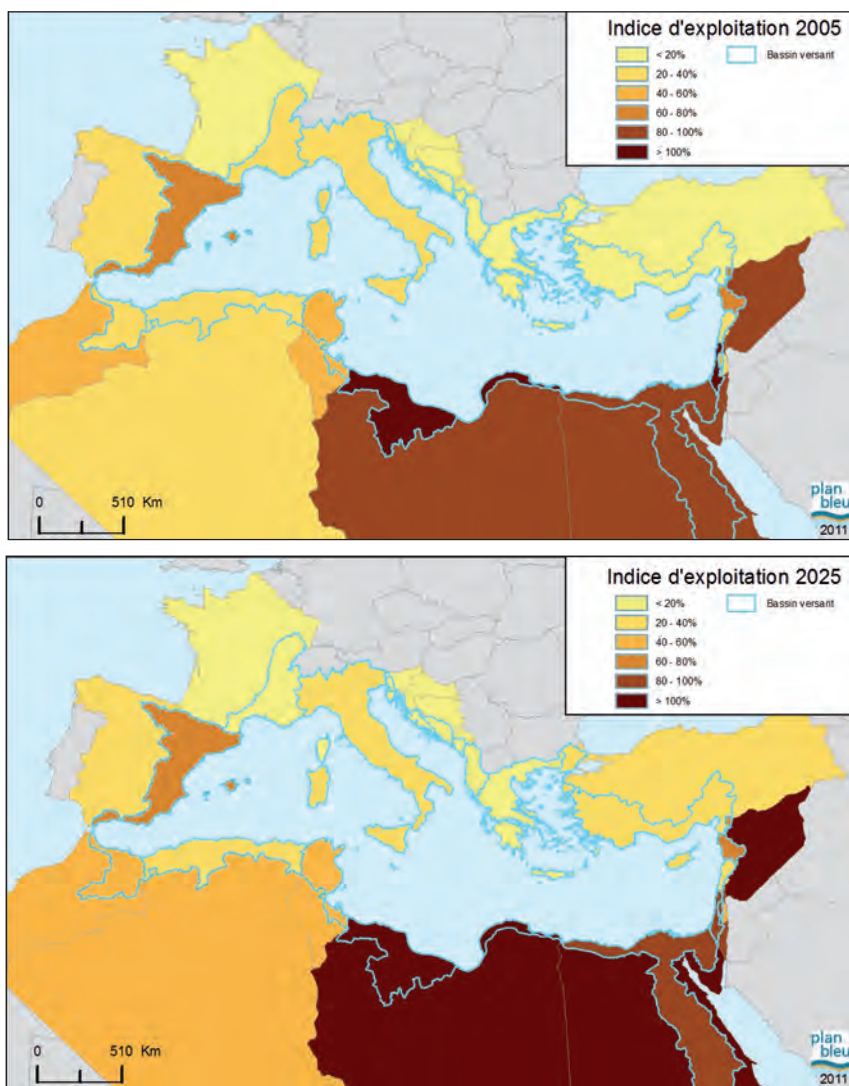 Indice d'exploitation 2005
< 20% Bassin versant
20 - 40%
40 - 60%
60 - 80%
80 - 100%
> 100%
0 510 Km
plan
bleu
2011
Indice d'exploitation 2025
< 20% Bassin versant
20 - 40%
40 - 60%
60 - 80%
80 - 100%
> 100%
0 510 Km
plan
bleu
2011